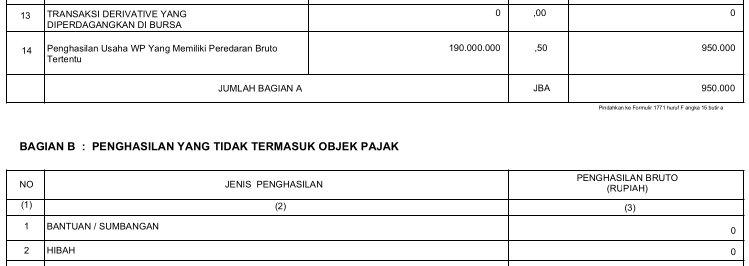 13 TRANSAKSI DERIVATIVE YANG 0 ,00 0
DIPERDAGANGKAN DI BURSA
14 Penghasilan Usaha WP Yang Memiliki Peredaran Bruto 190.000.000 ,50 950.000
Tertentu
JUMLAH BAGIAN A JBA 950.000
Pindahkan ke Formulir 1771 huruf F angka 15 butir a
BAGIAN B : PENGHASILAN YANG TIDAK TERMASUK OBJEK PAJAK
NO JENIS PENGHASILAN PENGHASILAN BRUTO
(RUPIAH)
(1) (2) (3)
1 BANTUAN / SUMBANGAN 0
2 HIBAH 0